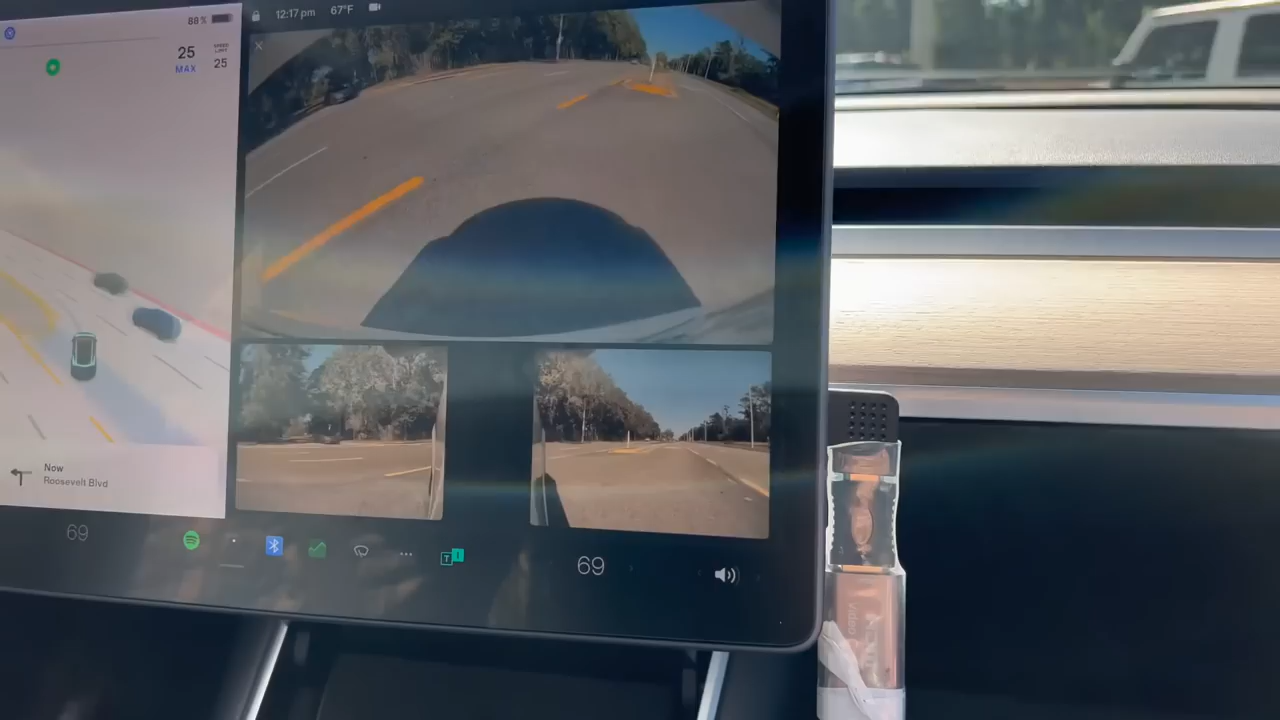 88%
12:17 pm 67°F
25
MAX
SPEED
LIMIT
25
Now
Roosevelt Blvd
69
69
T